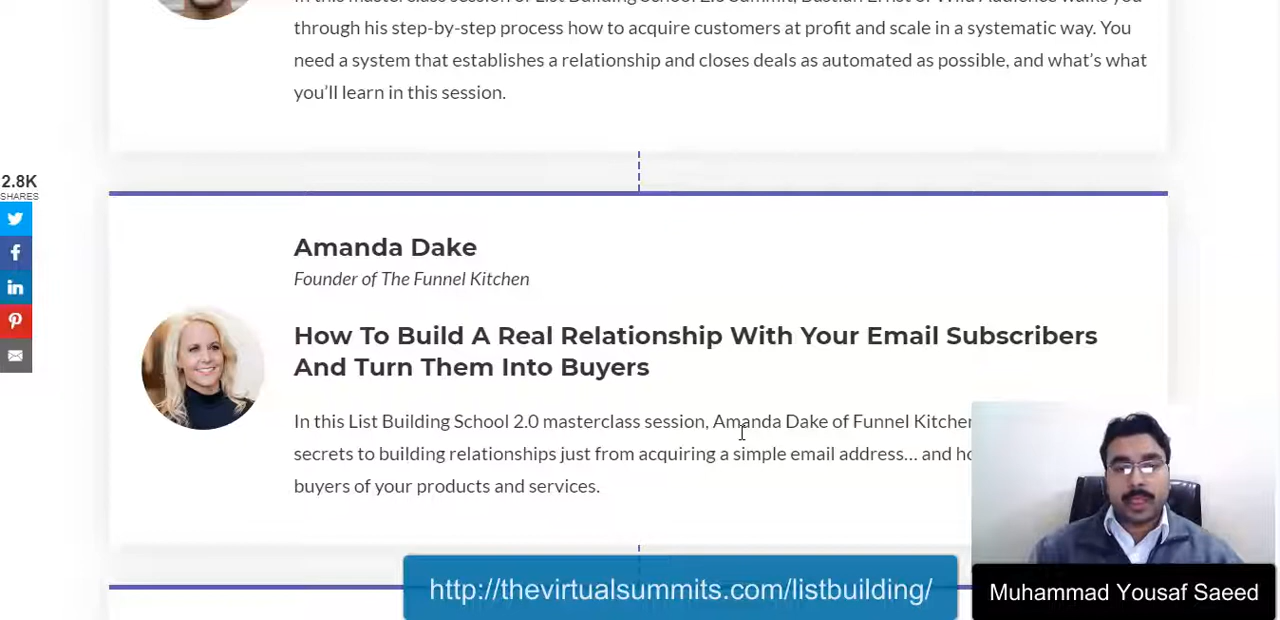 through his step-by-step process how to acquire customers at profit and scale in a systematic way. You
need a system that establishes a relationship and closes deals as automated as possible, and what's what
you'll learn in this session.
2.8K
SHARES
Amanda Dake
Founder of The Funnel Kitchen
How To Build A Real Relationship With Your Email Subscribers
And Turn Them Into Buyers
In this List Building School 2.0 masterclass session, Amanda Dake of Funnel Kitchen
secrets to building relationships just from acquiring a simple email address... and
buyers of your products and services.
http://thevirtualsummits.com/listbuilding/
Muhammad Yousaf Saeed